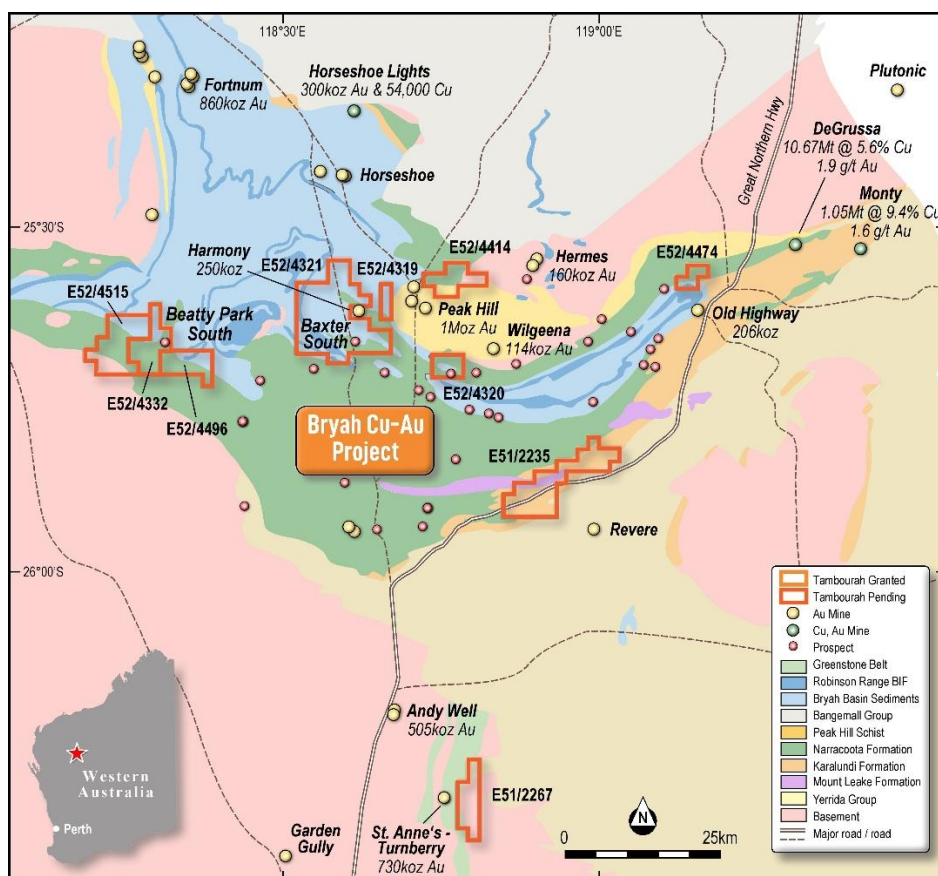 118°30'E
119°00'E
Fortnum
860koz Au
Horseshoe Lights
300koz Au & 54,000 Cu
Plutonic
Great Northern Hwy
DeGrussa
10.67Mt @ 5.6% Cu
1.9 g/t Au
Horseshoe
Monty
1.05Mt @ 9.4% Cu
1.6 g/t Au
25°30'S
Harmony
250koz
E52/4321
E52/4319
E52/4414
Hermes
160koz Au
E52/4474
E52/4515
Beatty Park
South
Baxter
South
Peak Hill
1Moz Au
Wilgeena
114koz Au
Old Highway
206koz
E52/4332
E52/4496
E52/4320
Bryah Cu-Au
Project
E51/2235
Revere
26°00'S
Andy Well
505koz Au
E51/2267
St. Anne's -
Turnberry
730koz Au
Garden
Gully
Western
Australia
Perth
N
0
25km
Tambourah Granted
Tambourah Pending
Au Mine
Cu, Au Mine
Prospect
Greenstone Belt
Robinson Range BIF
Bryah Basin Sediments
Bangemall Group
Peak Hill Schist
Narracoota Formation
Karalundi Formation
Mount Leake Formation
Yerrida Group
Basement
Major road / road